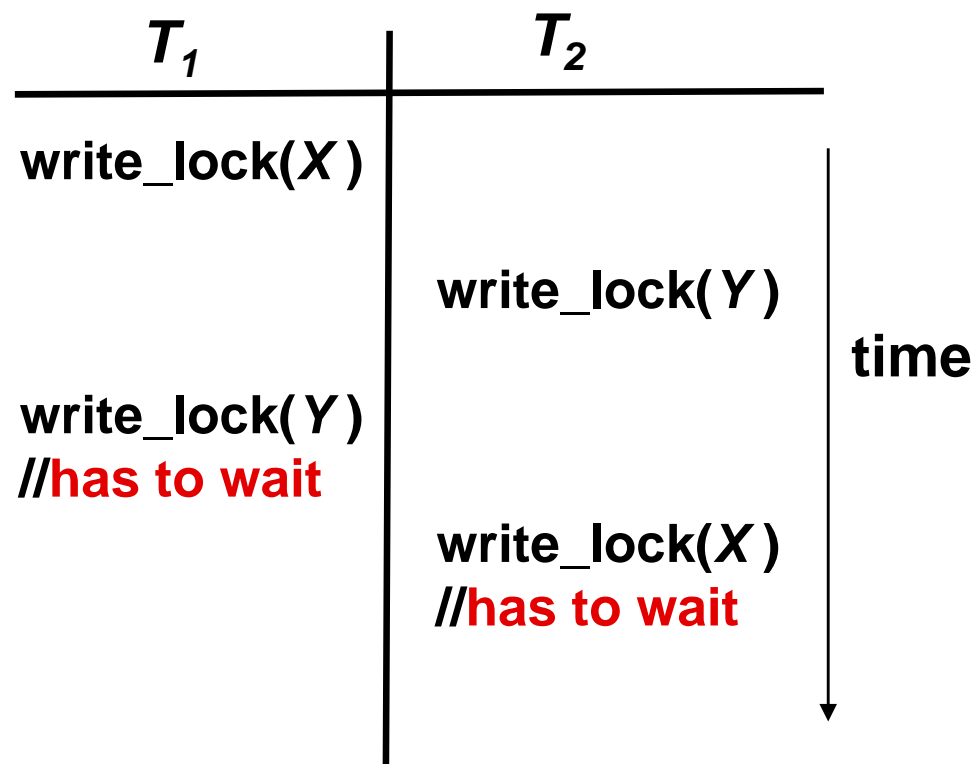 T1 T2
write_lock(X)
write_lock(Y)
time
write_lock(Y)
//has to wait
write_lock(X)
//has to wait